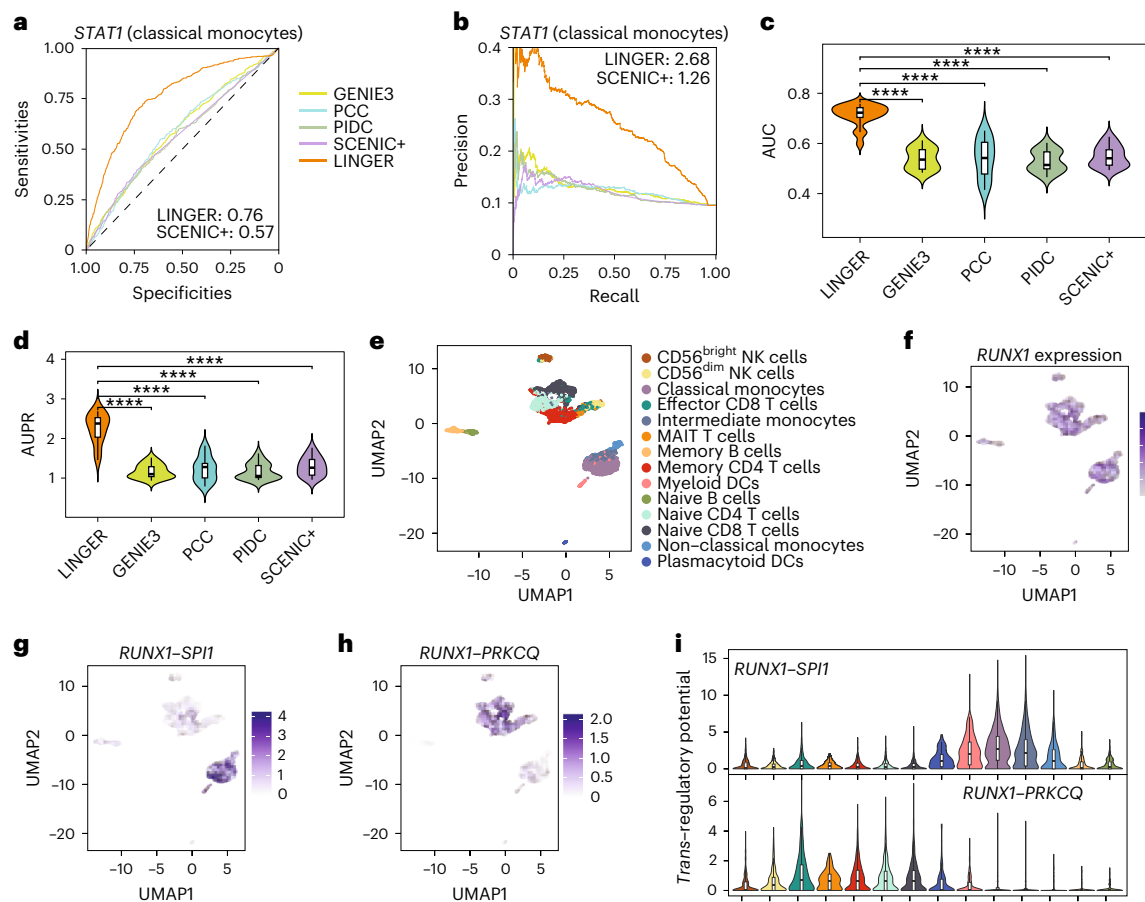 a
STAT1 (classical monocytes)
1.00
0.75
0.50
0.25
0
Sensitivities
LINGER: 0.76
SCENIC+: 0.57
1.00 0.75 0.50 0.25 0
Specificities
GENIE3
PCC
PIDC
SCENIC+
LINGER
b
STAT1 (classical monocytes)
0.4
0.3
0.2
0.1
0
Precision
LINGER: 2.68
SCENIC+: 1.26
0 0.25 0.50 0.75 1.00
Recall
c
****
****
****
****
0.8
0.6
0.4
AUC
LINGER
GENIE3
PCC
PIDC
SCENIC+
d
****
****
****
****
4
3
2
1
AUPR
LINGER
GENIE3
PCC
PIDC
SCENIC+
e
10
0
−10
−20
UMAP2
−10 −5 0 5
UMAP1
CD56bright NK cells
CD56dim NK cells
Classical monocytes
Effector CD8 T cells
Intermediate monocytes
MAIT T cells
Memory B cells
Memory CD4 T cells
Myeloid DCs
Naive B cells
Naive CD4 T cells
Naive CD8 T cells
Non–classical monocytes
Plasmacytoid DCs
f
RUNX1 expression
10
0
−10
−20
UMAP2
−10 −5 0 5
UMAP1
g
RUNX1–SPI1
10
0
−10
−20
UMAP2
−10 −5 0 5
UMAP1
4
3
2
1
0
h
RUNX1–PRKCQ
10
0
−10
−20
UMAP2
−10 −5 0 5
UMAP1
2.0
1.5
1.0
0.5
0
i
RUNX1–SPI1
15
10
5
0
Trans–regulatory potential
RUNX1–PRKCQ
6
4
2
0